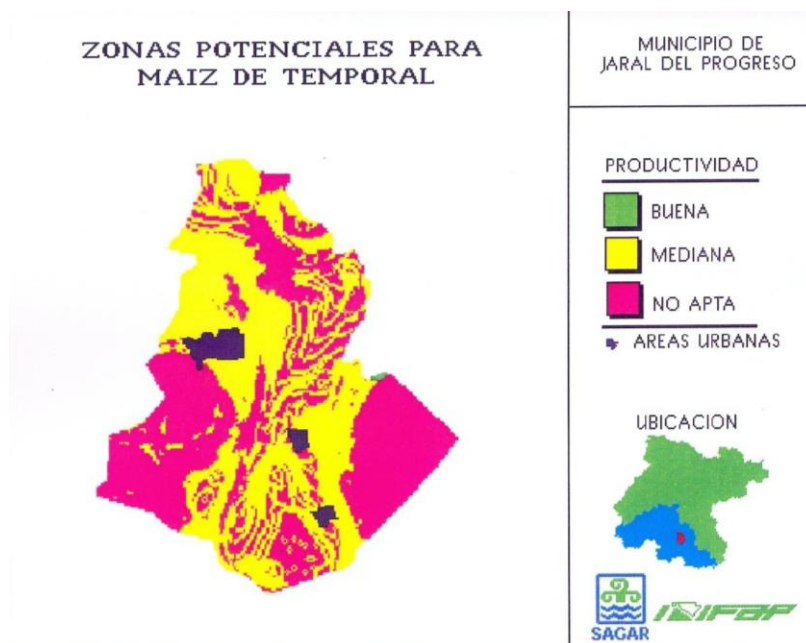 ZONAS POTENCIALES PARA
MAIZ DE TEMPORAL
MUNICIPIO DE
JARAL DEL PROGRESO
PRODUCTIVIDAD
BUENA
MEDIANA
NO APTA
AREAS URBANAS
UBICACION
SAGAR
INIFAP